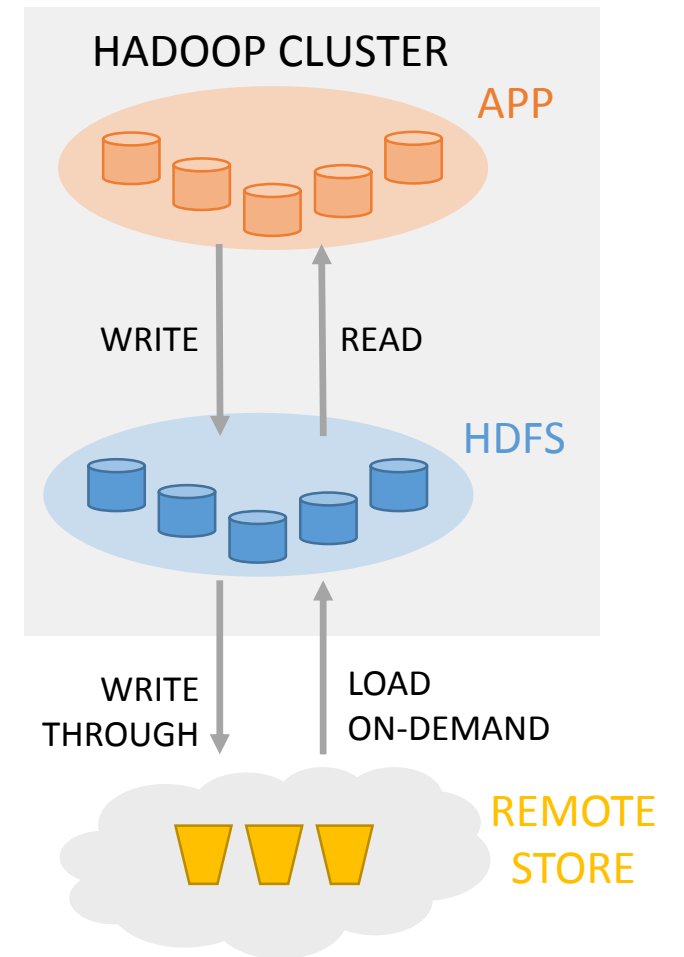 HADOOP CLUSTER
APP
WRITE
READ
HDFS
WRITE
THROUGH
LOAD
ON-DEMAND
REMOTE
STORE